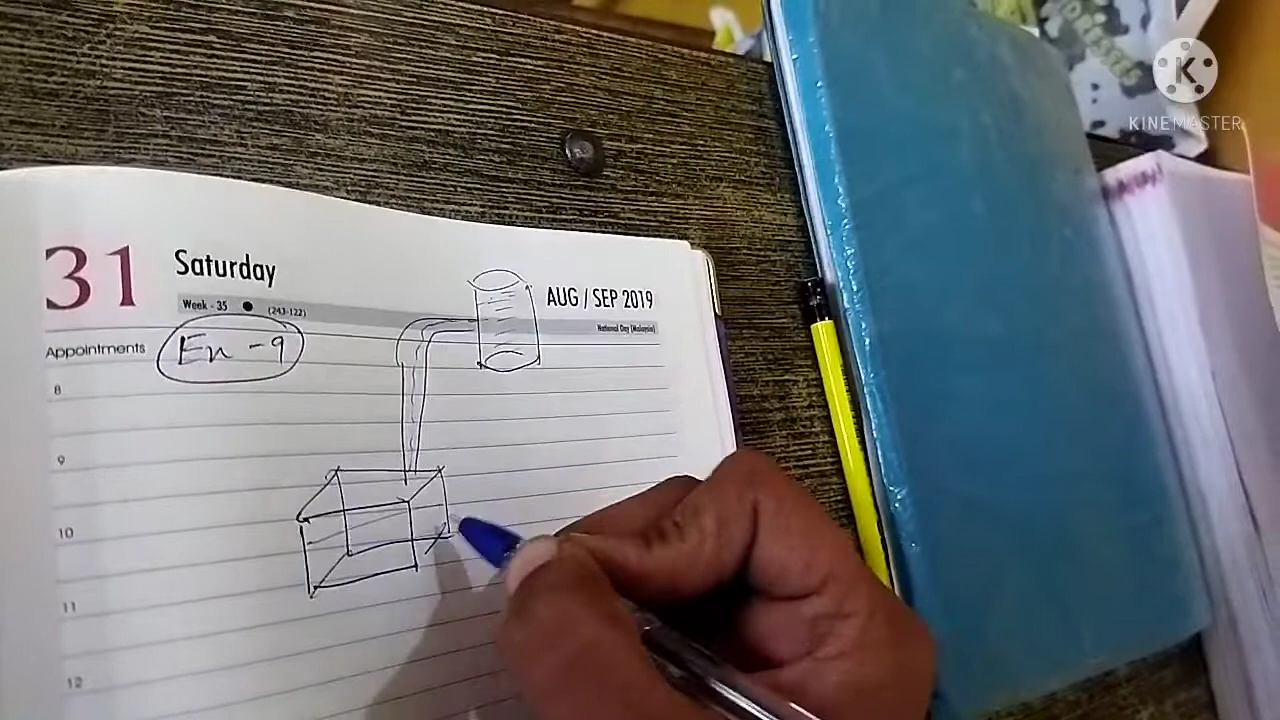 KINEMASTER
31 Saturday
Week - 35 ● (243-122)
AUG / SEP 2019
National Day (Malaysia)
Appointments
En - 9
8
9
10
11
12